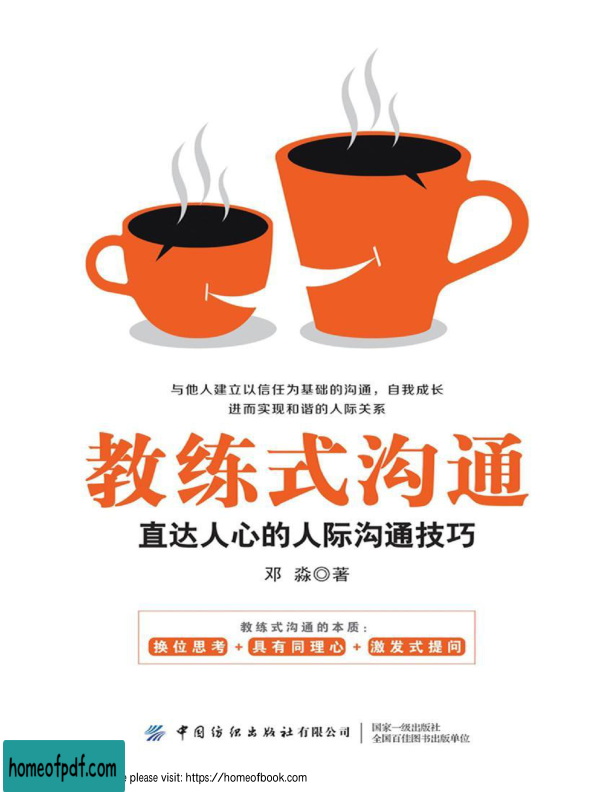 与他人建立以信任为基础的沟通，自我成长
进而实现和谐的人际关系
教练式沟通
直达人心的人际沟通技巧
邓 淼◎著
教练式沟通的本质：
换位思考 + 具有同理心 + 激发式提问
中国纺织出版社有限公司
国家一级出版社
全国百佳图书出版单位
homeofpdf.com
please visit: https://homeofbook.com